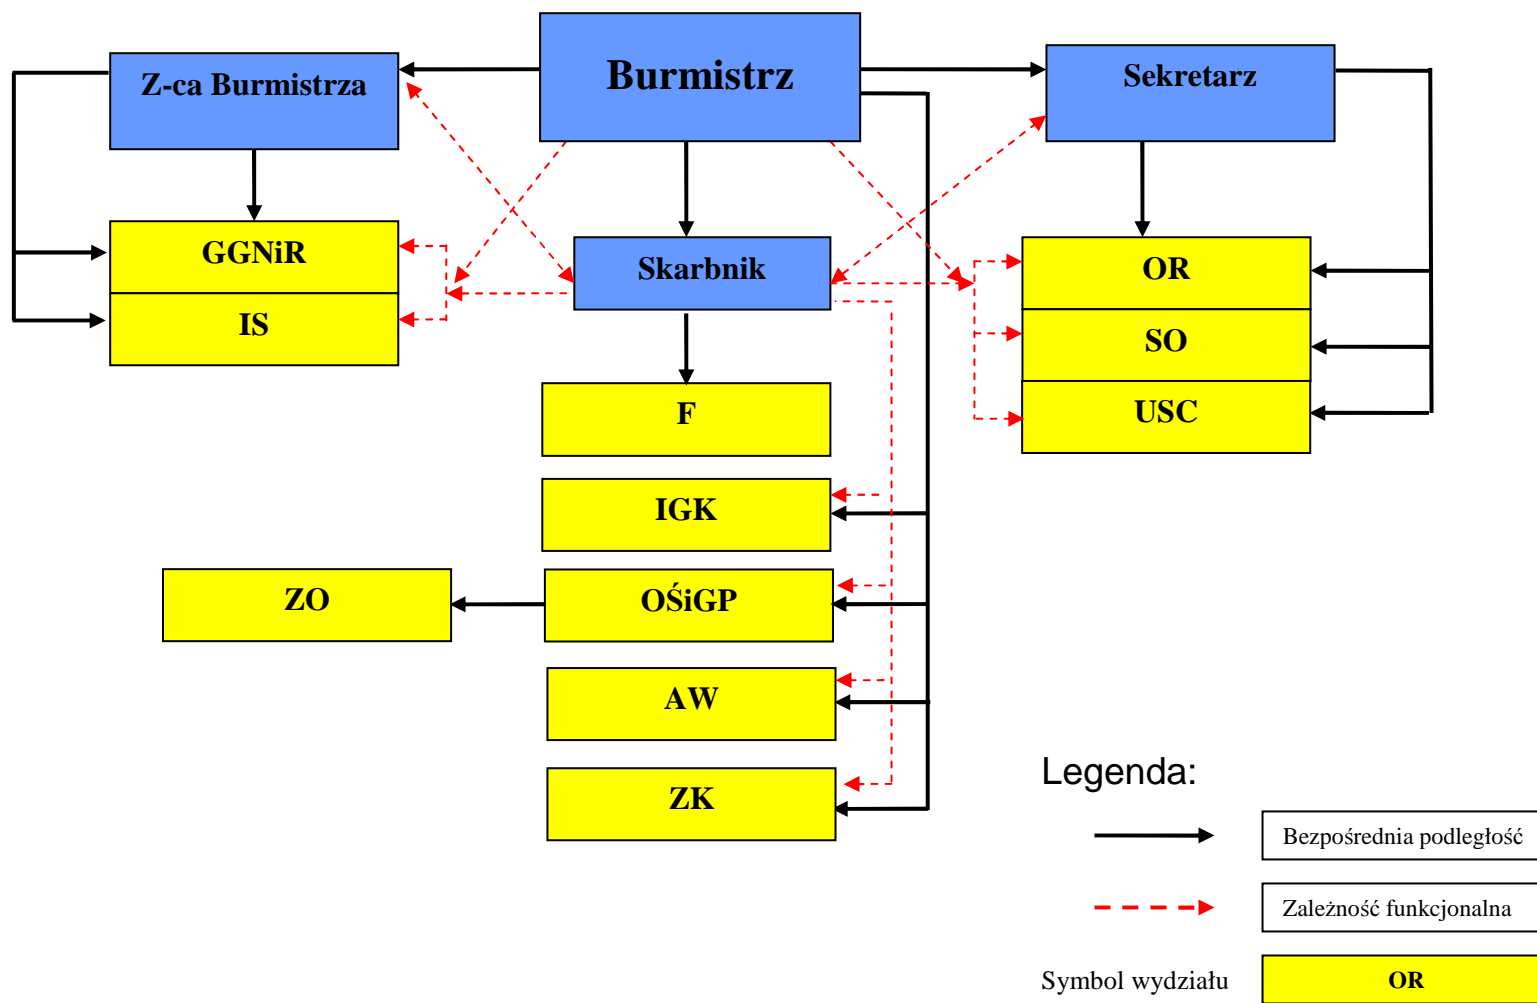 Burmistrz
Z-ca Burmistrza
Sekretarz
GGNiR
IS
Skarbnik
OR
SO
USC
F
IGK
ZO
OŚiGP
AW
ZK
Legenda:
Bezpośrednia podległość
Zależność funkcjonalna
Symbol wydziału
OR